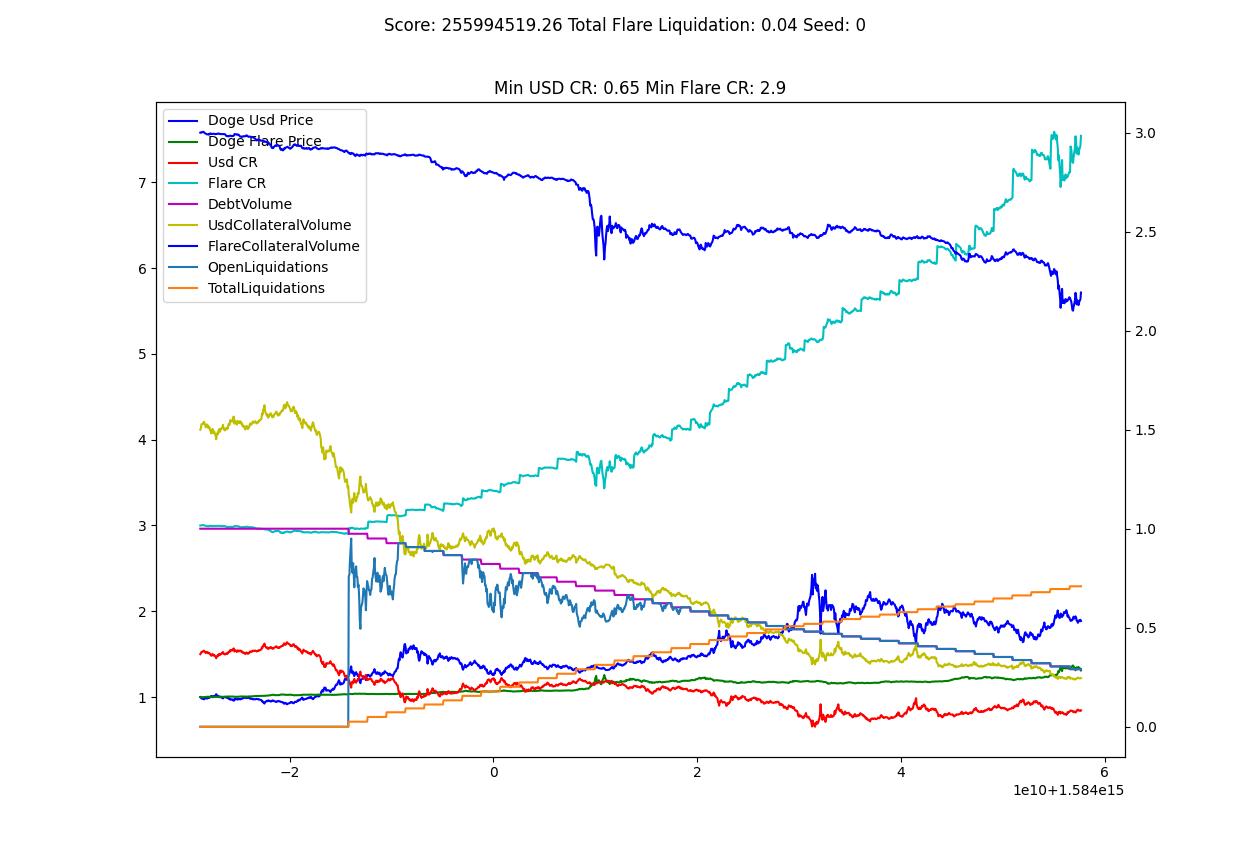 Score: 255994519.26 Total Flare Liquidation: 0.04 Seed: 0
Min USD CR: 0.65 Min Flare CR: 2.9
Doge Usd Price
Doge Flare Price
Usd CR
Flare CR
DebtVolume
UsdCollateralVolume
FlareCollateralVolume
OpenLiquidations
TotalLiquidations
7
6
5
4
3
2
1
3.0
2.5
2.0
1.5
1.0
0.5
0.0
−2
0
2
4
6
1e10+1.584e15